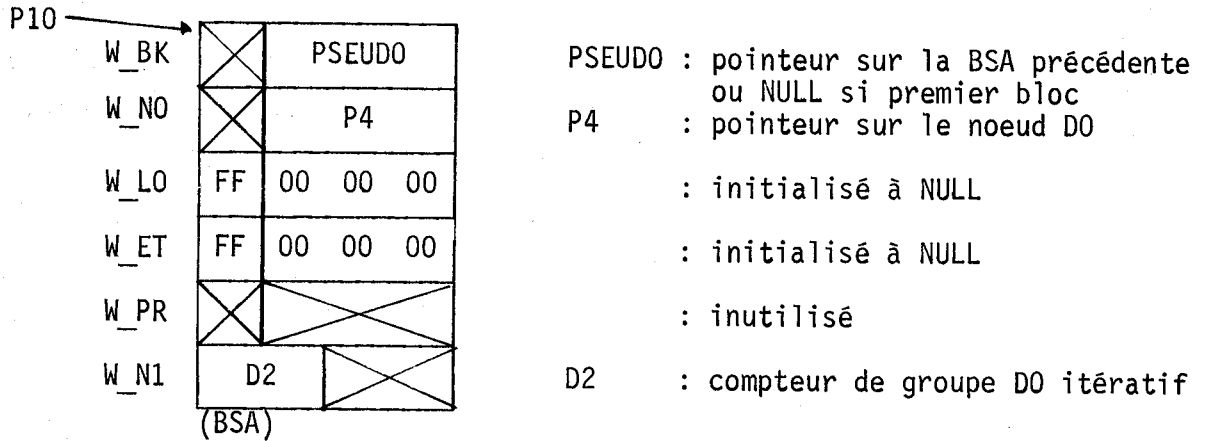 P10
W_BK PSEUDO PSEUDO : pointeur sur la BSA précédente
ou NULL si premier bloc
W_NO P4 P4 : pointeur sur le noeud DO
W_LO FF 00 00 00 : initialisé à NULL
W_ET FF 00 00 00 : initialisé à NULL
W_PR : inutilisé
W_N1 D2 D2 : compteur de groupe DO itératif
(BSA)